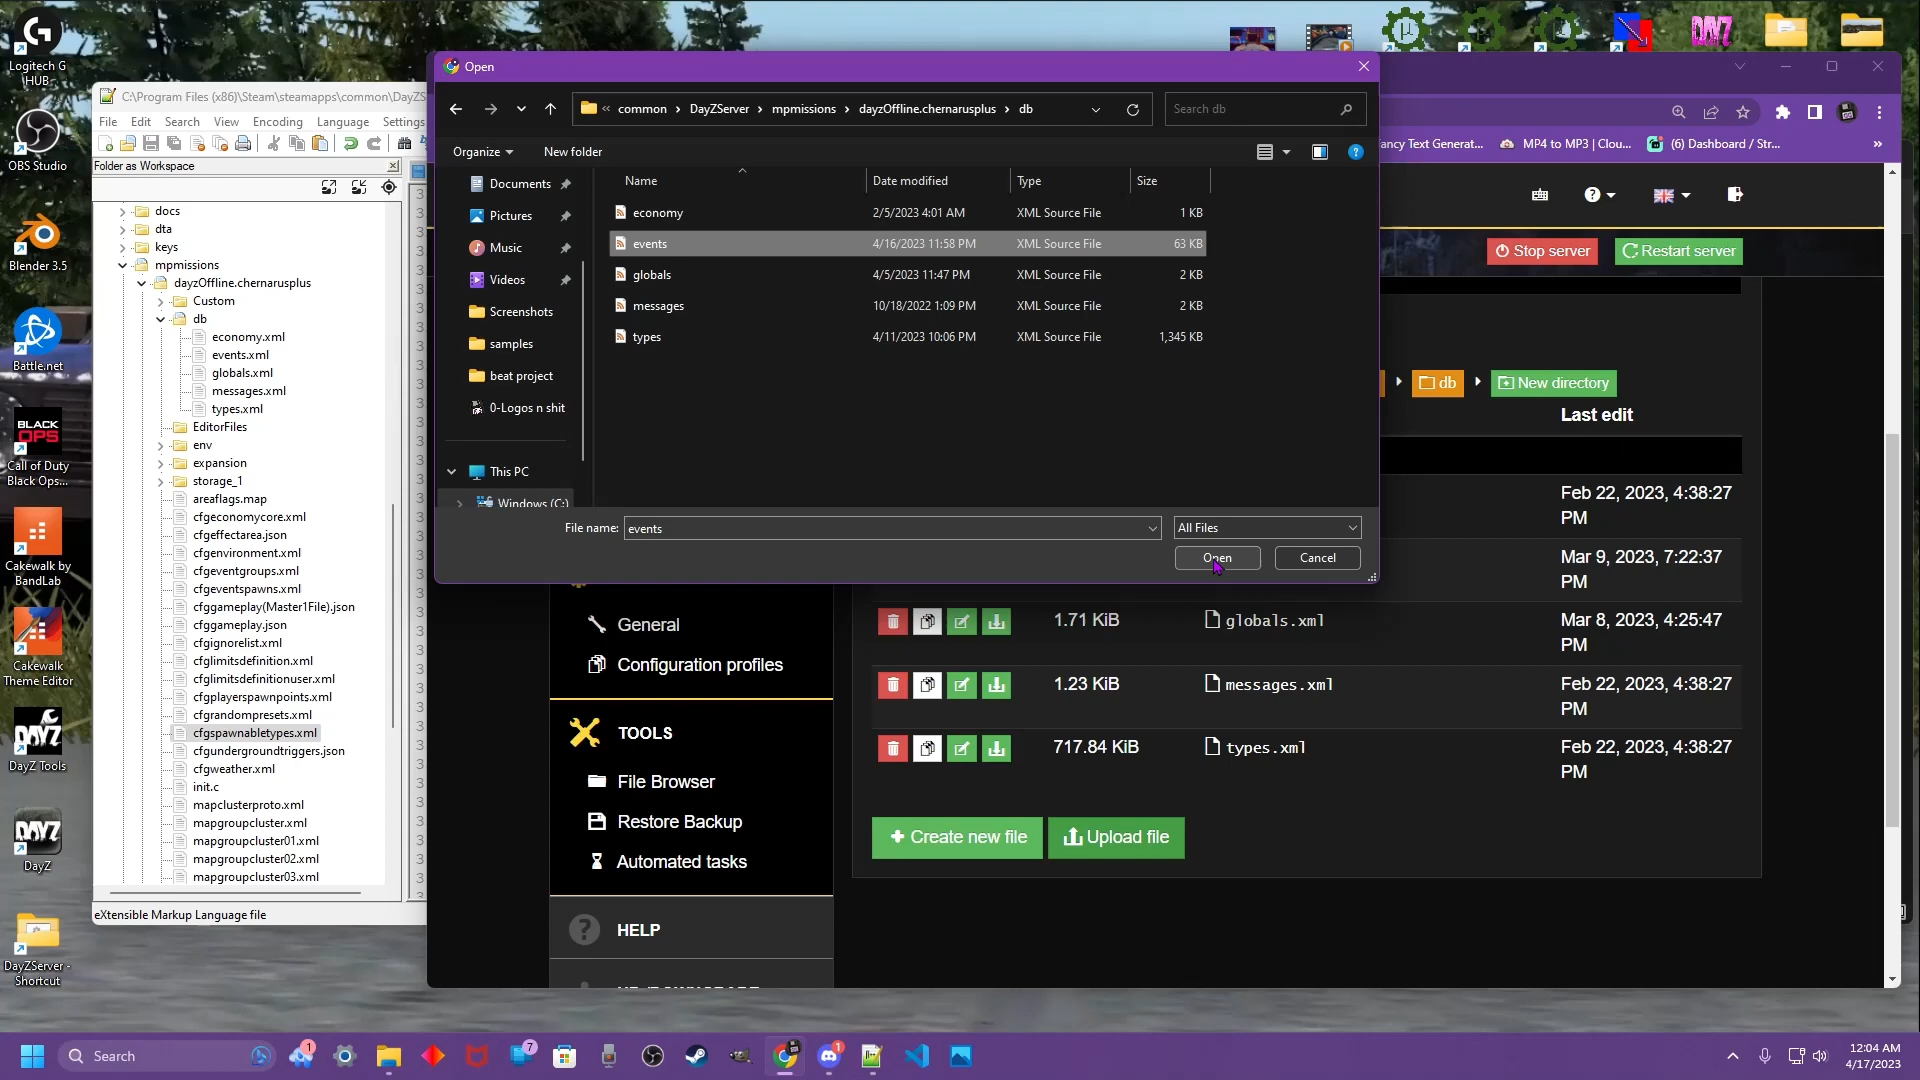 Logitech G
HUB
OBS Studio
Blender 3.5
Battle.net
BLACK
OPS
Call of Duty
Black Ops...
Cakewalk by
BandLab
Cakewalk
Theme Editor
DAYZ
DayZ Tools
DAYZ
DayZ
DayZServer -
Shortcut
C:\Program Files (x86)\Steam\steamapps\common\DayZS
File Edit Search View Encoding Language Settings
Folder as Workspace
docs
dta
keys
mpmissions
dayzOffline.chernarusplus
Custom
db
economy.xml
events.xml
globals.xml
messages.xml
types.xml
EditorFiles
env
expansion
storage_1
areaflags.map
cfgeconomycore.xml
cfgeffectarea.json
cfgenvironment.xml
cfgeventgroups.xml
cfgeventspawns.xml
cfggameplay(Master1File).json
cfggameplay.json
cfgignorelist.xml
cfglimitsdefinition.xml
cfglimitsdefinitionuser.xml
cfgplayerspawnpoints.xml
cfgrandompresets.xml
cfgspawnabletypes.xml
cfgundergroundtriggers.json
cfgweather.xml
init.c
mapclusterproto.xml
mapgroupcluster.xml
mapgroupcluster01.xml
mapgroupcluster02.xml
mapgroupcluster03.xml
eXtensible Markup Language file
Open
« common › DayZServer › mpmissions › dayzOffline.chernarusplus › db
Search db
Organize
New folder
Documents
Pictures
Music
Videos
Screenshots
samples
beat project
0-Logos n shit
This PC
Windows (C:)
Name Date modified Type Size
economy 2/5/2023 4:01 AM XML Source File 1 KB
events 4/16/2023 11:58 PM XML Source File 63 KB
globals 4/5/2023 11:47 PM XML Source File 2 KB
messages 10/18/2022 1:09 PM XML Source File 2 KB
types 4/11/2023 10:06 PM XML Source File 1,345 KB
File name: events
All Files
Open
Cancel
DAYZ
ancy Text Generat...
MP4 to MP3 | Clou...
(6) Dashboard / Str...
»
Stop server
Restart server
db
New directory
Last edit
Feb 22, 2023, 4:38:27
PM
Mar 9, 2023, 7:22:37
PM
1.71 KiB globals.xml Mar 8, 2023, 4:25:47
PM
1.23 KiB messages.xml Feb 22, 2023, 4:38:27
PM
717.84 KiB types.xml Feb 22, 2023, 4:38:27
PM
+ Create new file
Upload file
General
Configuration profiles
TOOLS
File Browser
Restore Backup
Automated tasks
HELP
Search
1
7
1
12:04 AM
4/17/2023